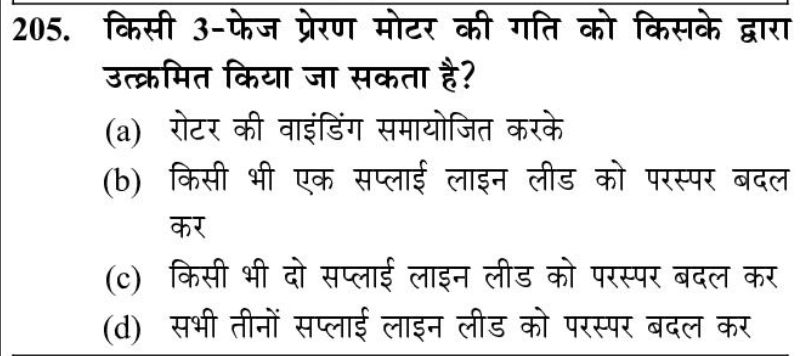 205. किसी 3-फेज प्रेरण मोटर की गति को किसके द्वारा
उत्क्रमित किया जा सकता है?
(a) रोटर की वाइंडिंग समायोजित करके
(b) किसी भी एक सप्लाई लाइन लीड को परस्पर बदल
कर
(c) किसी भी दो सप्लाई लाइन लीड को परस्पर बदल कर
(d) सभी तीनों सप्लाई लाइन लीड को परस्पर बदल कर